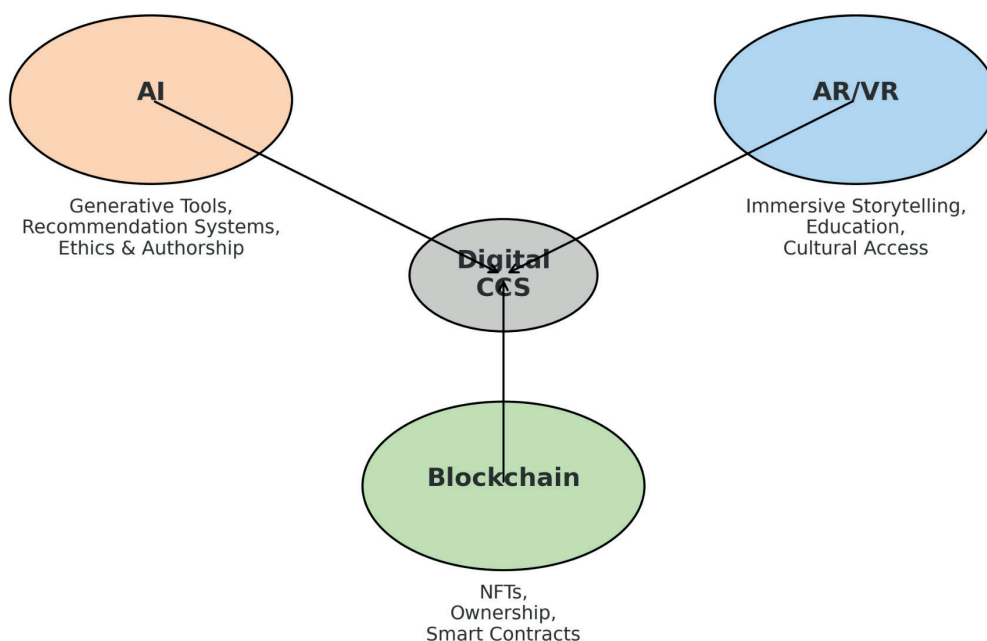 AI
Generative Tools,
Recommendation Systems,
Ethics & Authorship
AR/VR
Immersive Storytelling,
Education,
Cultural Access
Digital
CCS
Blockchain
NFTs,
Ownership,
Smart Contracts